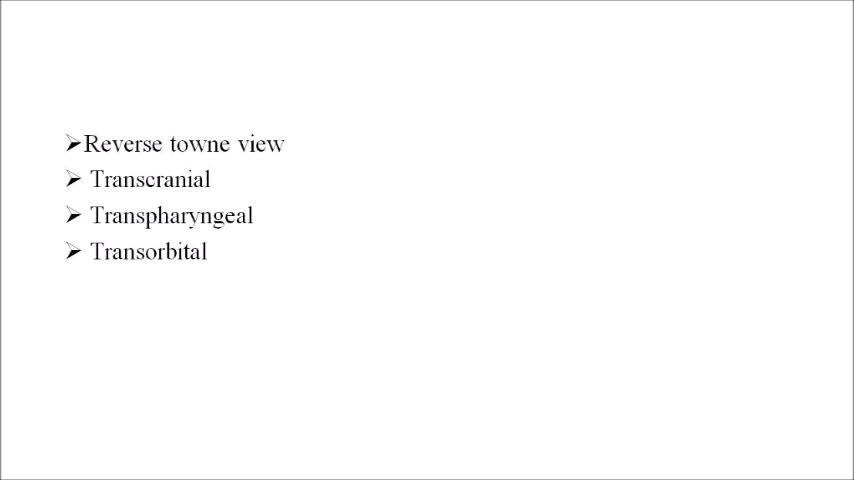 ➢Reverse towne view
➢ Transcranial
➢ Transpharyngeal
➢ Transorbital